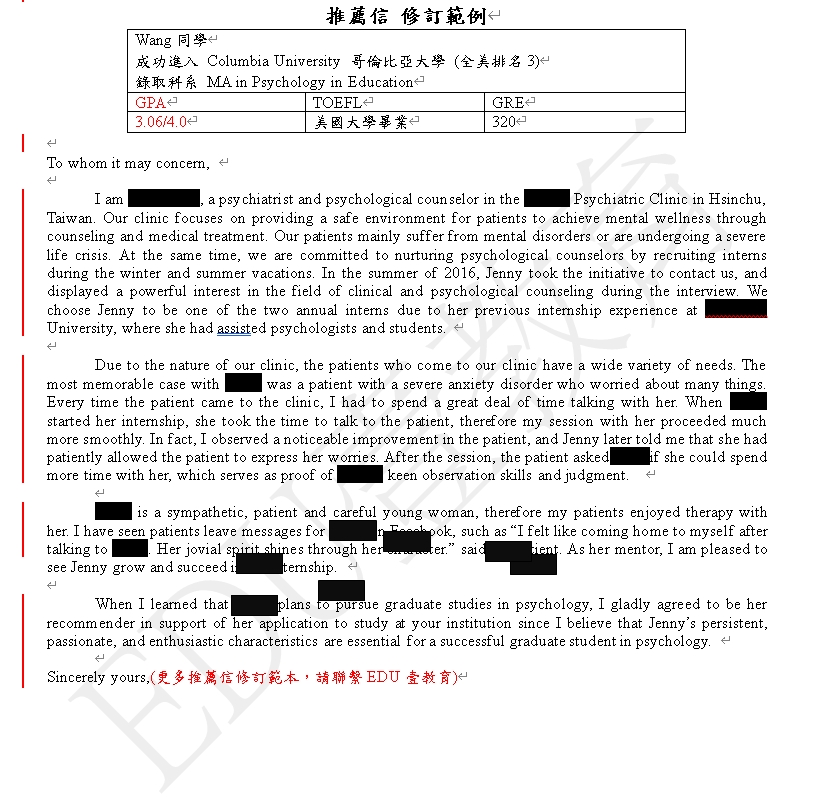 推薦信 修訂範例
Wang 同學
成功進入 Columbia University 哥倫比亞大學 (全美排名 3)
錄取科系 MA in Psychology in Education
GPA TOEFL GRE
3.06/4.0 美國大學畢業 320
To whom it may concern,
I am , a psychiatrist and psychological counselor in the Psychiatric Clinic in Hsinchu,
Taiwan. Our clinic focuses on providing a safe environment for patients to achieve mental wellness through
counseling and medical treatment. Our patients mainly suffer from mental disorders or are undergoing a severe
life crisis. At the same time, we are committed to nurturing psychological counselors by recruiting interns
during the winter and summer vacations. In the summer of 2016, Jenny took the initiative to contact us, and
displayed a powerful interest in the field of clinical and psychological counseling during the interview. We
choose Jenny to be one of the two annual interns due to her previous internship experience at
University, where she had assisted psychologists and students.
Due to the nature of our clinic, the patients who come to our clinic have a wide variety of needs. The
most memorable case with was a patient with a severe anxiety disorder who worried about many things.
Every time the patient came to the clinic, I had to spend a great deal of time talking with her. When
started her internship, she took the time to talk to the patient, therefore my session with her proceeded much
more smoothly. In fact, I observed a noticeable improvement in the patient, and Jenny later told me that she had
patiently allowed the patient to express her worries. After the session, the patient asked if she could spend
more time with her, which serves as proof of keen observation skills and judgment.
is a sympathetic, patient and careful young woman, therefore my patients enjoyed therapy with
her. I have seen patients leave messages for such as “I felt like coming home to myself after
talking to . Her jovial spirit shines through her said . As her mentor, I am pleased to
see Jenny grow and succeed
When I learned that plans to pursue graduate studies in psychology, I gladly agreed to be her
recommender in support of her application to study at your institution since I believe that Jenny’s persistent,
passionate, and enthusiastic characteristics are essential for a successful graduate student in psychology.
Sincerely yours,(更多推薦信修訂範本，請聯繫 EDU 壹教育)
EDU壹教育